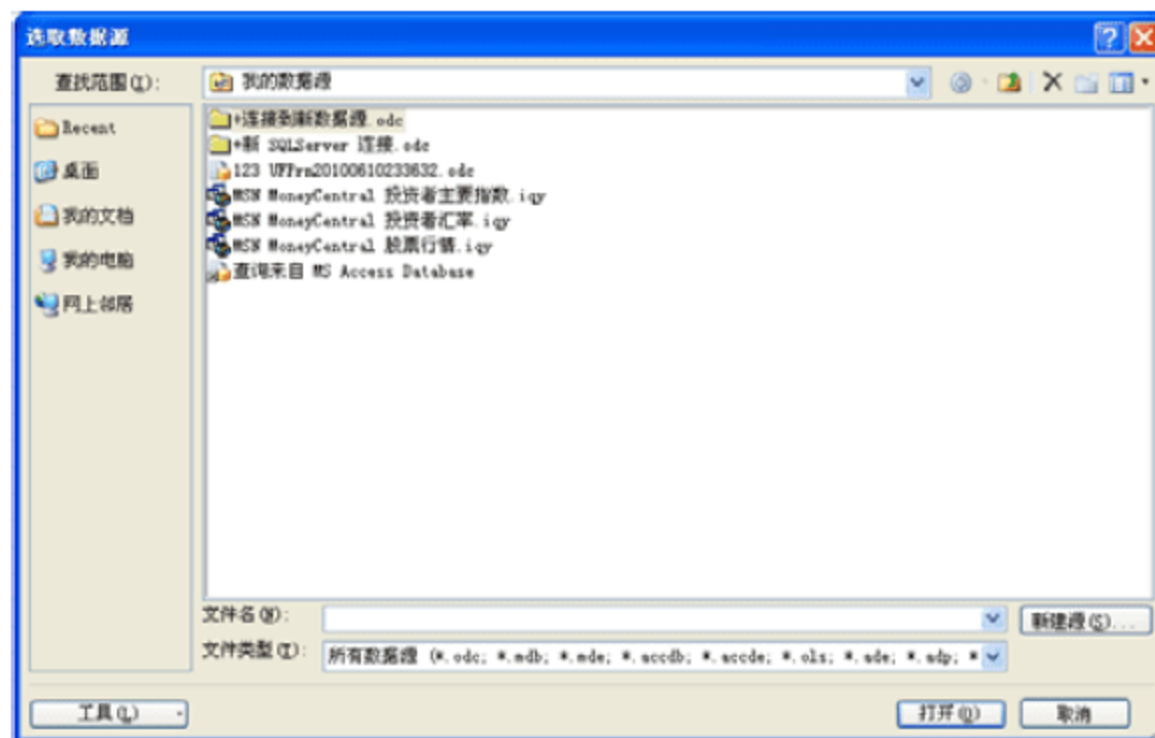 选取数据源
查找范围(I):
我的数据源
Recent
桌面
我的文档
我的电脑
网上邻居
+连接到新数据源.odc
+新 SQLServer 连接.odc
123 UFPrn20100610233632.odc
MSN MoneyCentral 投资者主要指数.iqy
MSN MoneyCentral 投资者汇率.iqy
MSN MoneyCentral 股票行情.iqy
查询来自 MS Access Database
文件名(N):
新建源(S)...
文件类型(T):
所有数据源 (*.odc; *.mdb; *.mde; *.accdb; *.accde; *.ols; *.ade; *.adp; *
工具(L)
打开(O)
取消